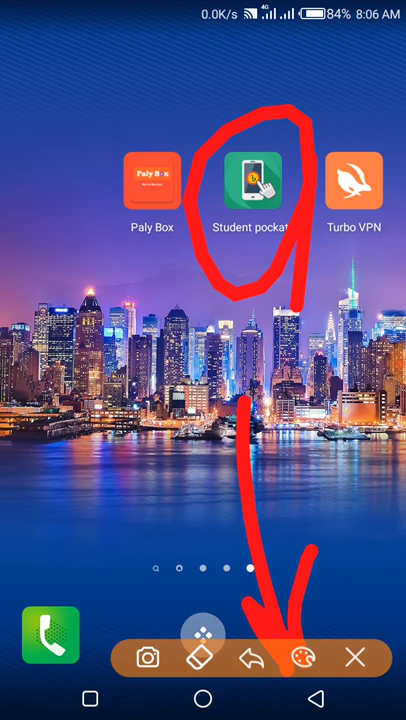 0.0K/s 4G 84% 8:06 AM
Paly Box
Paly Box
Student pockat
Turbo VPN